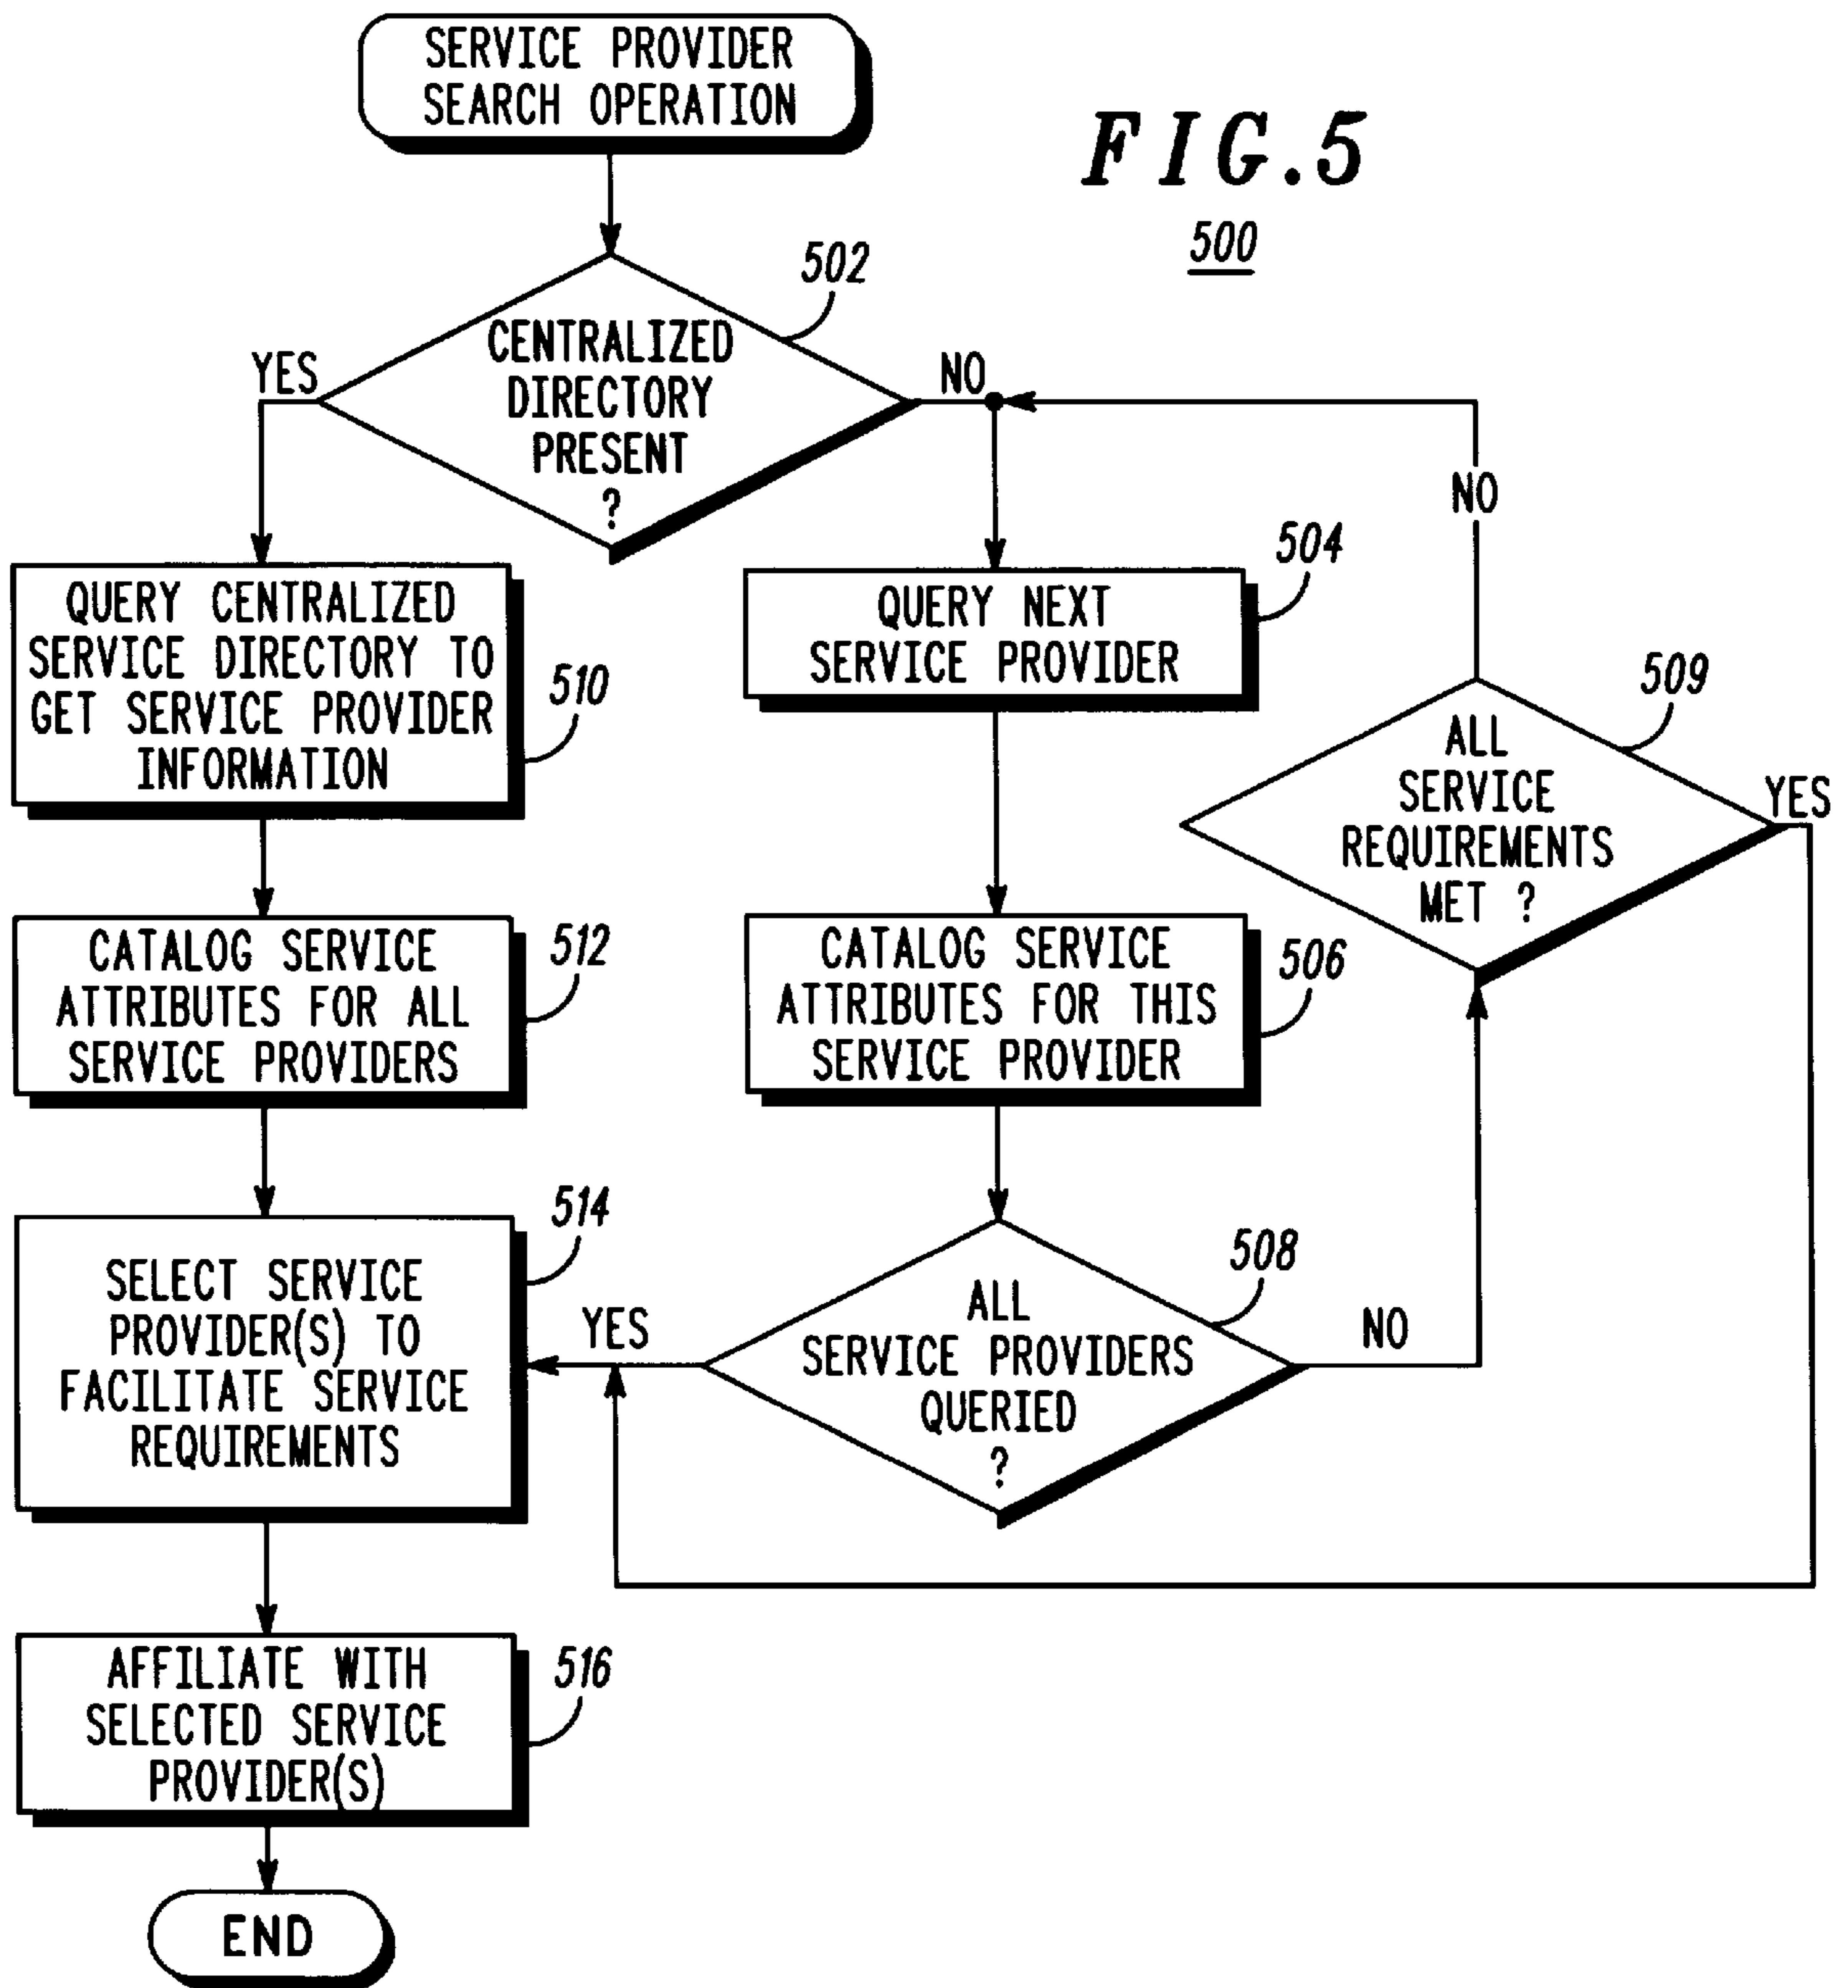 SERVICE PROVIDER
SEARCH OPERATION
FIG.5
500
502
CENTRALIZED
DIRECTORY
PRESENT
?
YES
NO
NO
504
QUERY CENTRALIZED
SERVICE DIRECTORY TO
GET SERVICE PROVIDER
INFORMATION
510
QUERY NEXT
SERVICE PROVIDER
509
ALL
SERVICE
REQUIREMENTS
MET ?
YES
CATALOG SERVICE
ATTRIBUTES FOR ALL
SERVICE PROVIDERS
512
CATALOG SERVICE
ATTRIBUTES FOR THIS
SERVICE PROVIDER
506
514
SELECT SERVICE
PROVIDER(S) TO
FACILITATE SERVICE
REQUIREMENTS
YES
508
ALL
SERVICE PROVIDERS
QUERIED
?
NO
AFFILIATE WITH
SELECTED SERVICE
PROVIDER(S)
516
END